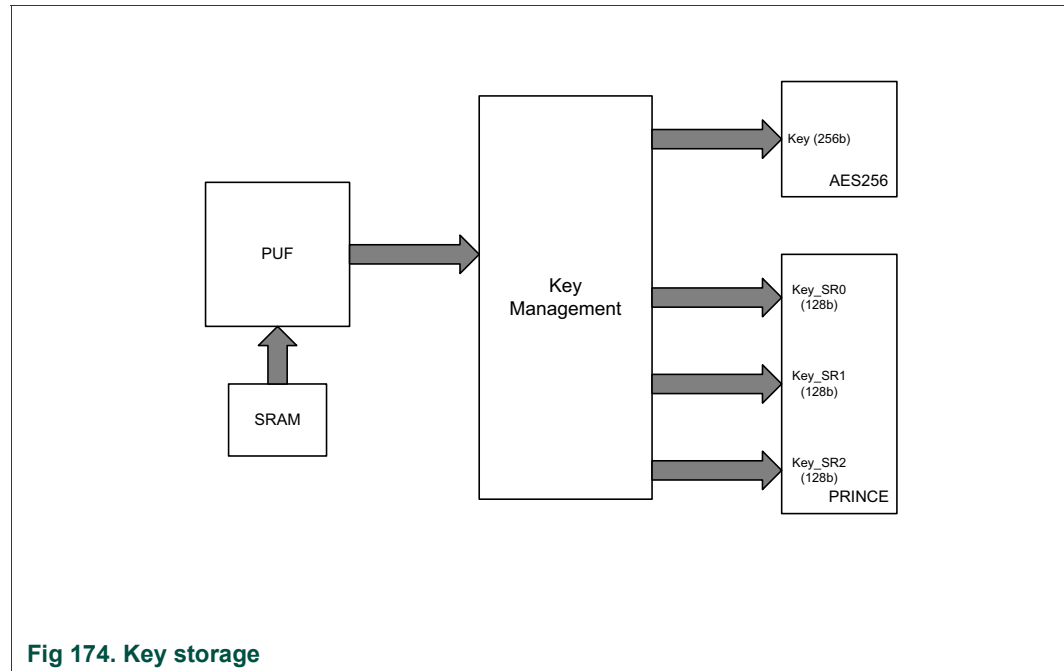 PUF
SRAM
Key
Management
Key (256b)
AES256
Key_SR0
(128b)
Key_SR1
(128b)
Key_SR2
(128b)
PRINCE
Fig 174. Key storage